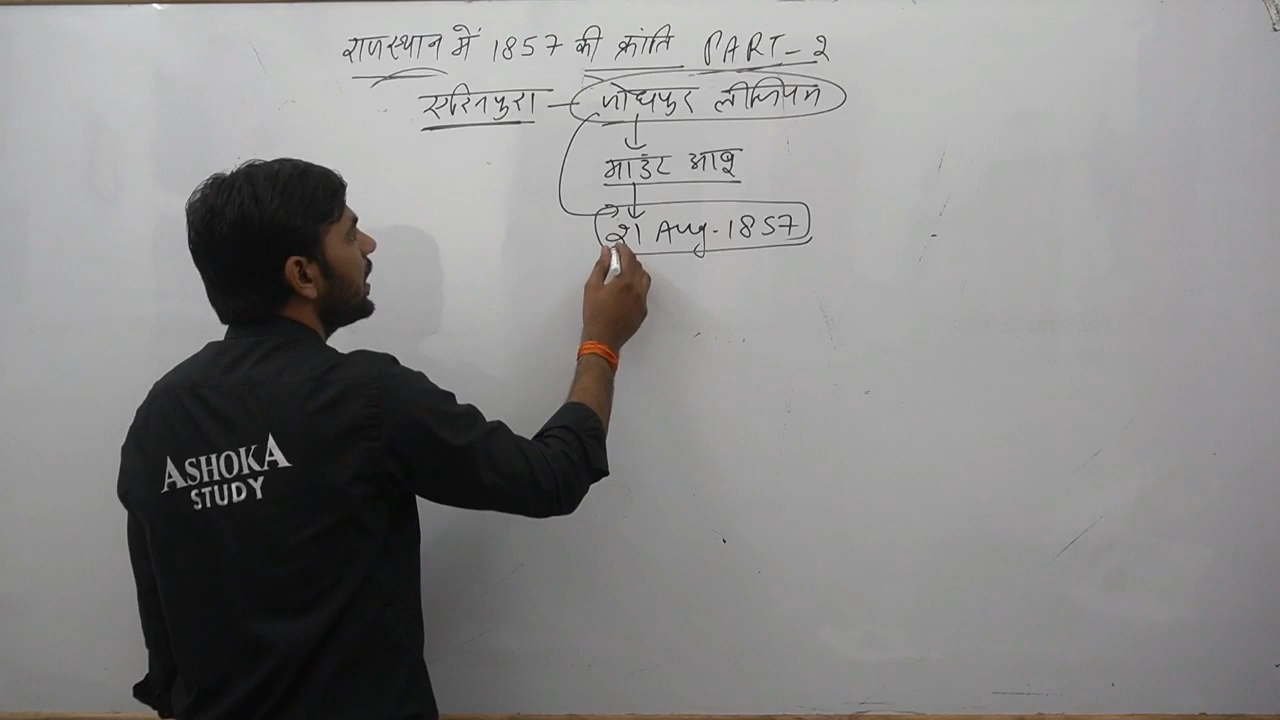 राजस्थान में 1857 की क्रांति PART-2
एरिनपुरा - जोधपुर लीजियन
माउंट आबू
21 Aug-1857
ASHOKA
STUDY